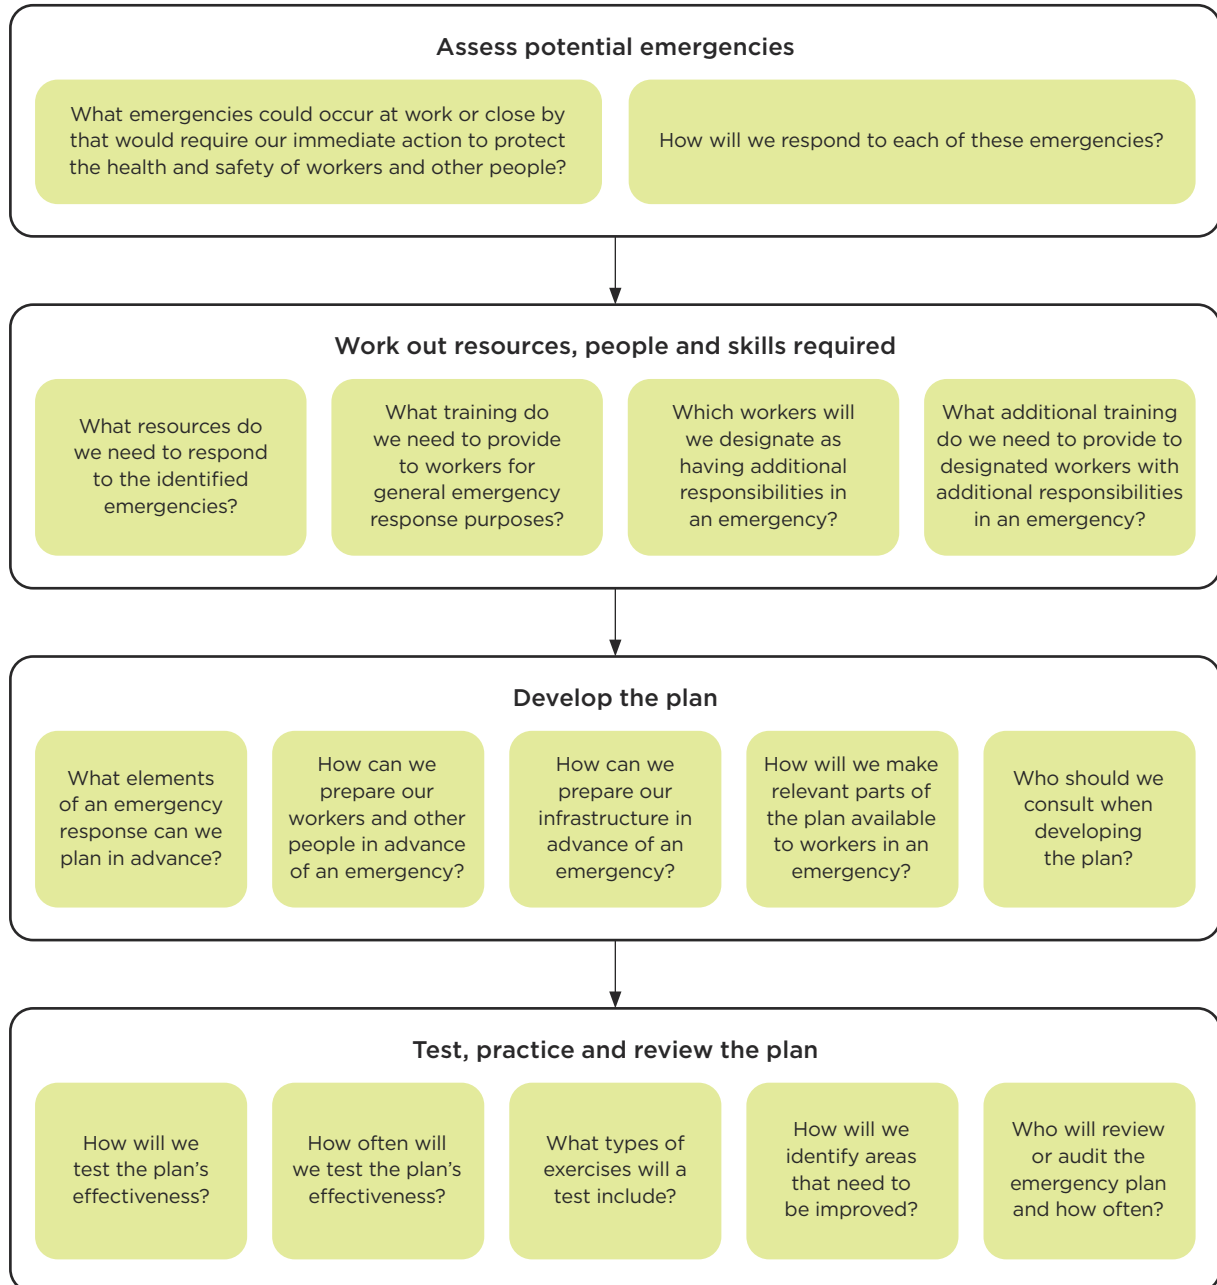 Assess potential emergencies
What emergencies could occur at work or close by
that would require our immediate action to protect
the health and safety of workers and other people?
How will we respond to each of these emergencies?
Work out resources, people and skills required
What resources do
we need to respond
to the identified
emergencies?
What training do
we need to provide
to workers for
general emergency
response purposes?
Which workers will
we designate as
having additional
responsibilities in
an emergency?
What additional training
do we need to provide to
designated workers with
additional responsibilities
in an emergency?
Develop the plan
What elements
of an emergency
response can we
plan in advance?
How can we
prepare our
workers and other
people in advance
of an emergency?
How can we
prepare our
infrastructure in
advance of an
emergency?
How will we make
relevant parts of
the plan available
to workers in an
emergency?
Who should we
consult when
developing
the plan?
Test, practice and review the plan
How will we
test the plan’s
effectiveness?
How often will
we test the plan’s
effectiveness?
What types of
exercises will a
test include?
How will we
identify areas
that need to
be improved?
Who will review
or audit the
emergency plan
and how often?